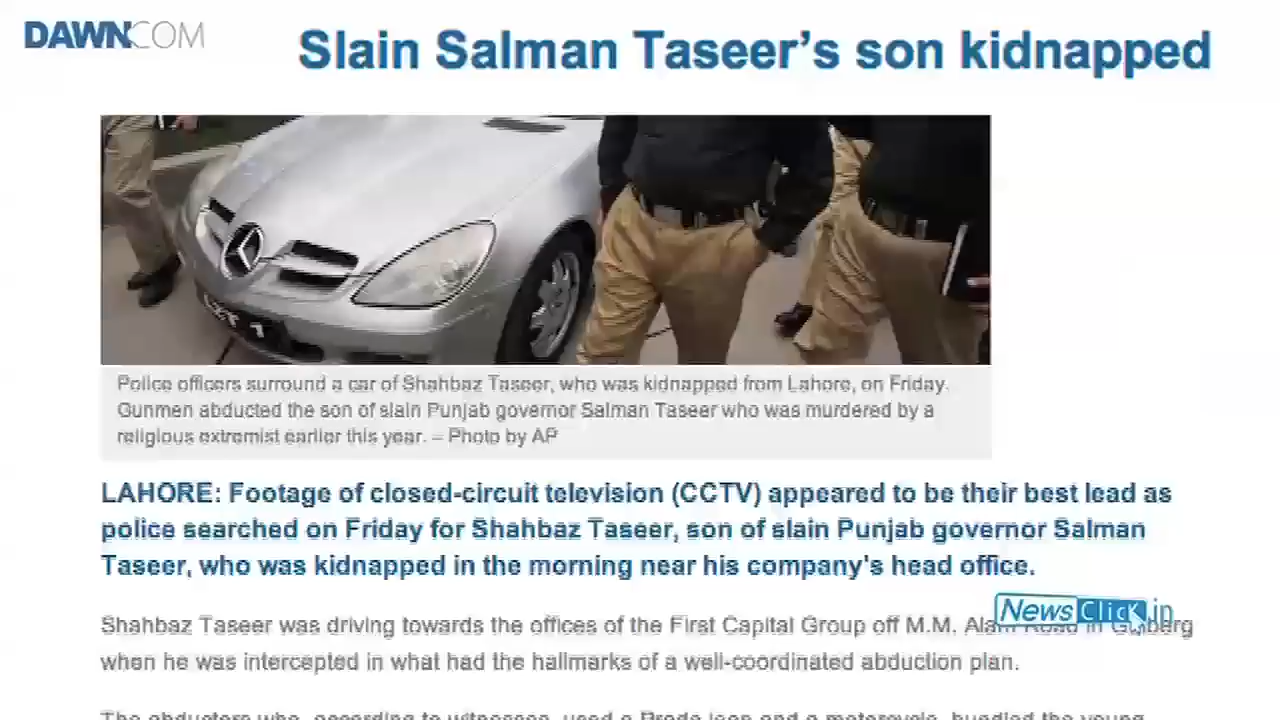 DAWN.COM
Slain Salman Taseer's son kidnapped
Police officers surround a car of Shahbaz Taseer, who was kidnapped from Lahore, on Friday.
Gunmen abducted the son of slain Punjab governor Salman Taseer who was murdered by a
religious extremist earlier this year. – Photo by AP
LAHORE: Footage of closed-circuit television (CCTV) appeared to be their best lead as
police searched on Friday for Shahbaz Taseer, son of slain Punjab governor Salman
Taseer, who was kidnapped in the morning near his company's head office.
NewsClick.in
Shahbaz Taseer was driving towards the offices of the First Capital Group off M.M. Alam Road in Gulberg
when he was intercepted in what had the hallmarks of a well-coordinated abduction plan.